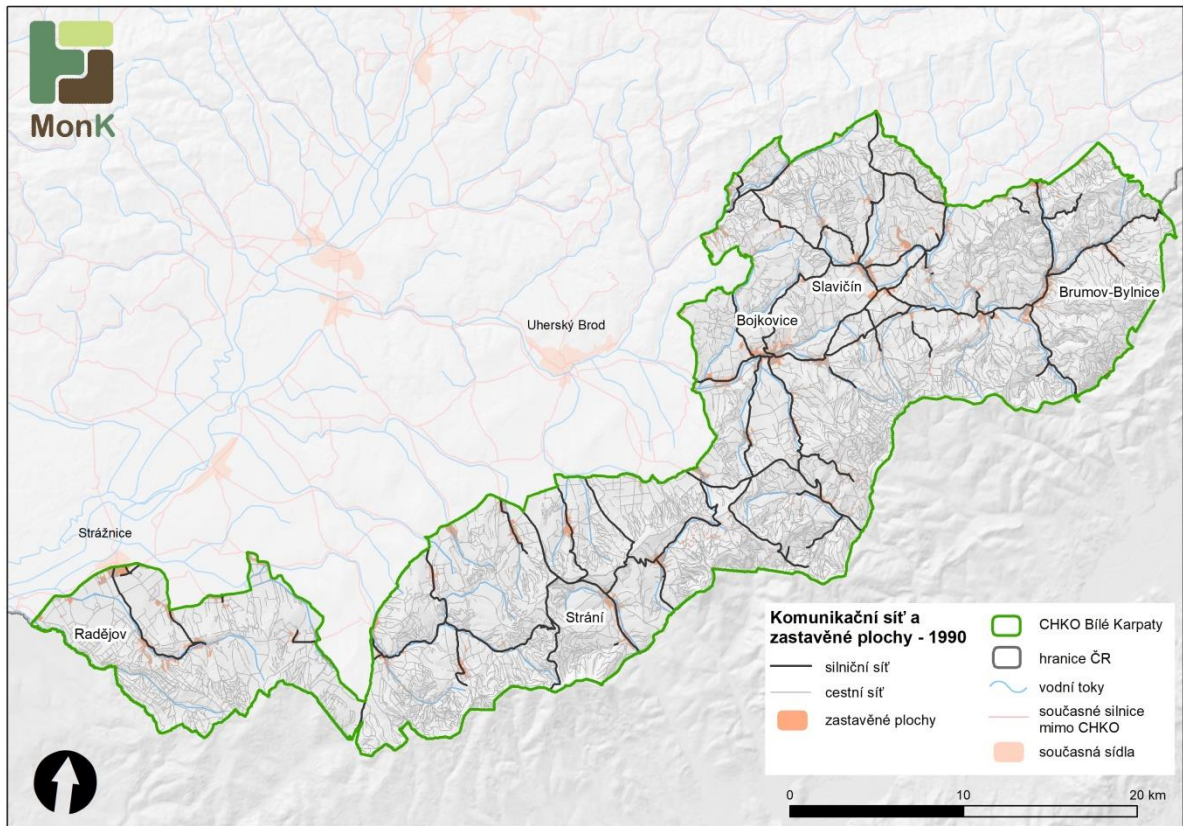 MonK
Uherský Brod
Slavičín
Bojkovice
Brumov-Bylnice
Strážnice
Radějov
Strání
Komunikační síť a
zastavěné plochy - 1990
silniční síť
cestní síť
zastavěné plochy
CHKO Bílé Karpaty
hranice ČR
vodní toky
současné silnice
mimo CHKO
současná sídla
0 10 20 km